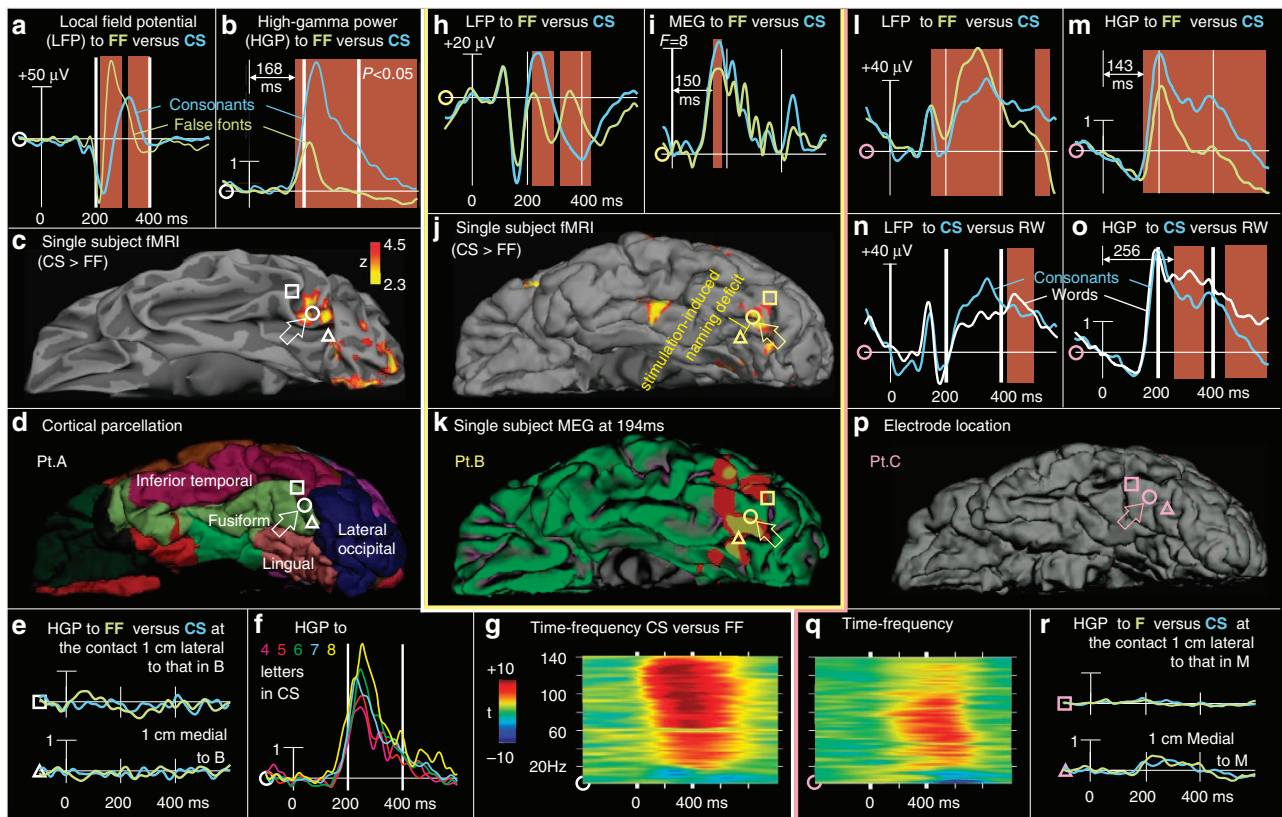 a Local field potential
(LFP) to FF versus CS
+50 µV
0 200 400 ms
b High-gamma power
(HGP) to FF versus CS
168
ms
P<0.05
Consonants
False fonts
1
0 200 400 ms
c Single subject fMRI
(CS > FF)
4.5
z
2.3
d Cortical parcellation
Pt.A
Inferior temporal
Fusiform
Lateral
occipital
Lingual
e HGP to FF versus CS at
the contact 1 cm lateral
to that in B
1
1 cm medial
to B
0 200 400 ms
f HGP to
4 5 6 7 8
letters
in CS
1
0 200 400 ms
g Time-frequency CS versus FF
+10
t
−10
140
100
60
20Hz
0 400 ms
h LFP to FF versus CS
+20 µV
0 200 400 ms
i MEG to FF versus CS
F=8
150
ms
j Single subject fMRI
(CS > FF)
stimulation-induced
naming deficit
k Single subject MEG at 194ms
Pt.B
l LFP to FF versus CS
+40 µV
m HGP to FF versus CS
143
ms
1
n LFP to CS versus RW
+40 µV
Consonants
Words
0 200 400 ms
o HGP to CS versus RW
256
1
0 200 400 ms
p Electrode location
Pt.C
q Time-frequency
0 400 ms
r HGP to F versus CS at
the contact 1 cm lateral
to that in M
1
1 cm Medial
to M
0 200 400 ms